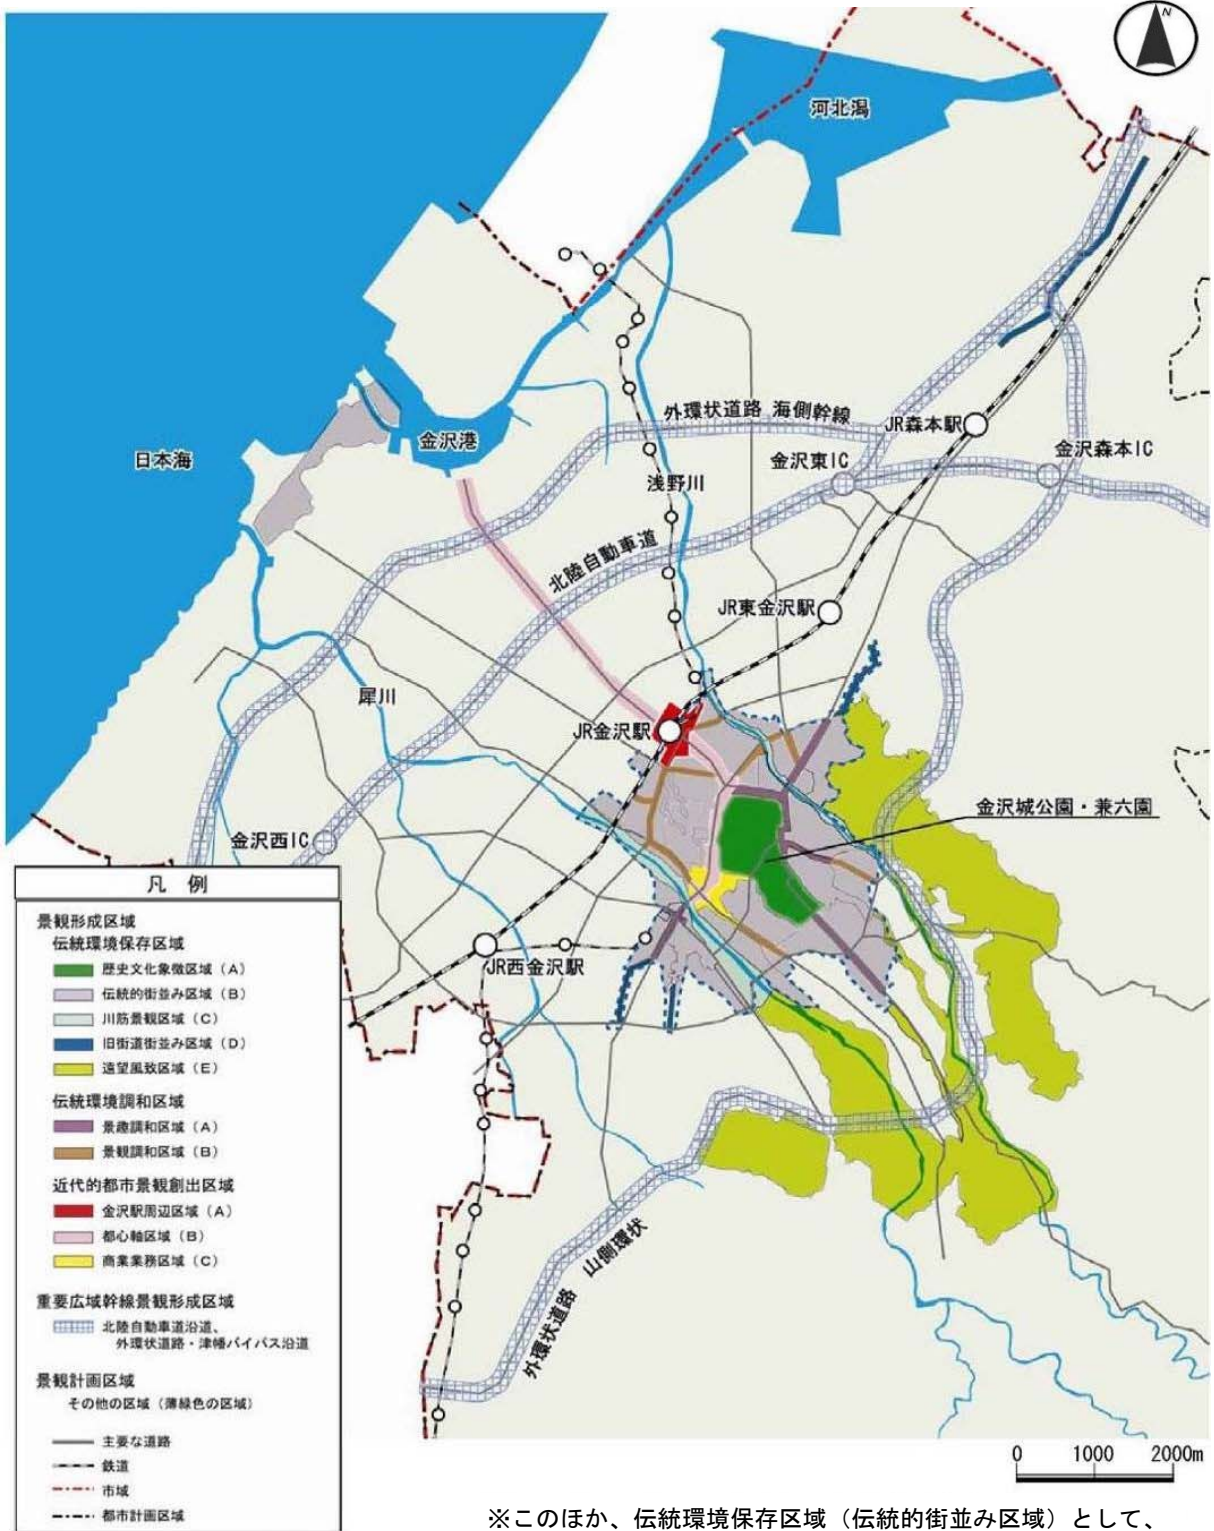 N
河北潟
外環状道路 海側幹線
JR森本駅
金沢港
金沢東IC
金沢森本IC
日本海
浅野川
北陸自動車道
JR東金沢駅
犀川
JR金沢駅
金沢城公園・兼六園
金沢西IC
JR西金沢駅
外環状道路 山側環状
凡 例
景観形成区域
伝統環境保存区域
歴史文化象徴区域（A）
伝統的街並み区域（B）
川筋景観区域（C）
旧街道街並み区域（D）
遠望風致区域（E）
伝統環境調和区域
景趣調和区域（A）
景観調和区域（B）
近代的都市景観創出区域
金沢駅周辺区域（A）
都心軸区域（B）
商業業務区域（C）
重要広域幹線景観形成区域
北陸自動車道沿道、
外環状道路・津幡バイパス沿道
景観計画区域
その他の区域（薄緑色の区域）
主要な道路
鉄道
市域
都市計画区域
0 1000 2000m
※このほか、伝統環境保存区域（伝統的街並み区域）として、